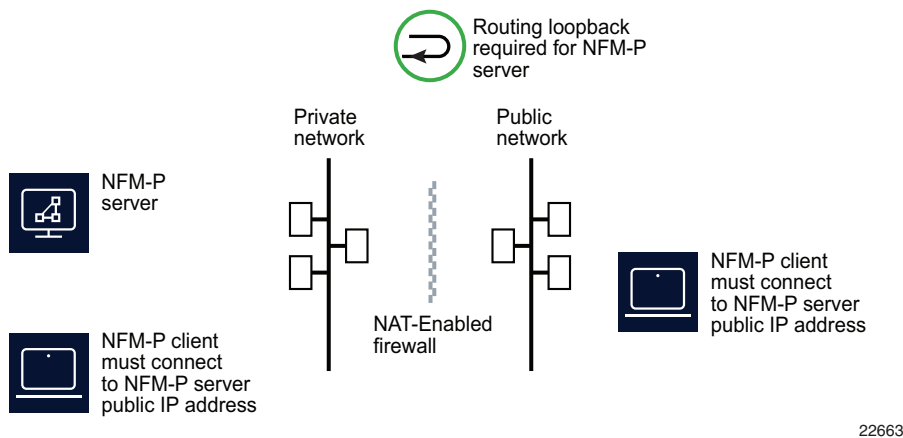 Routing loopback
required for NFM-P
server
Private
network
Public
network
NFM-P
server
NFM-P client
must connect
to NFM-P server
public IP address
NAT-Enabled
firewall
NFM-P client
must connect
to NFM-P server
public IP address
22663